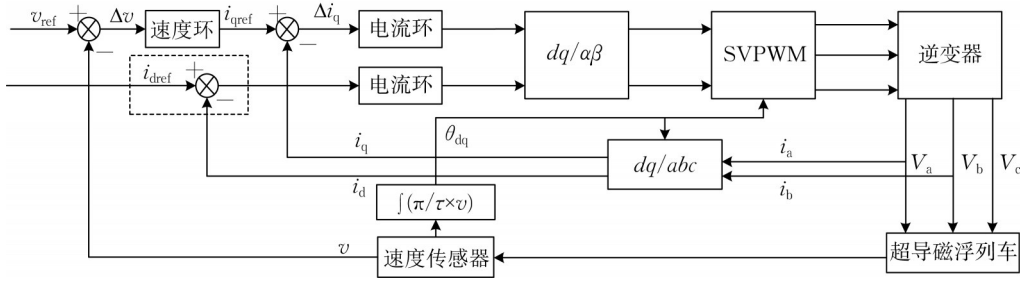 v_ref + Δv 速度环 i_qref + Δi_q 电流环 dq/αβ SVPWM 逆变器
− −
i_dref + − 电流环
θ_dq
i_q dq/abc i_a V_a V_b V_c
i_d i_b
∫(π/τ×v)
v 速度传感器 超导磁浮列车